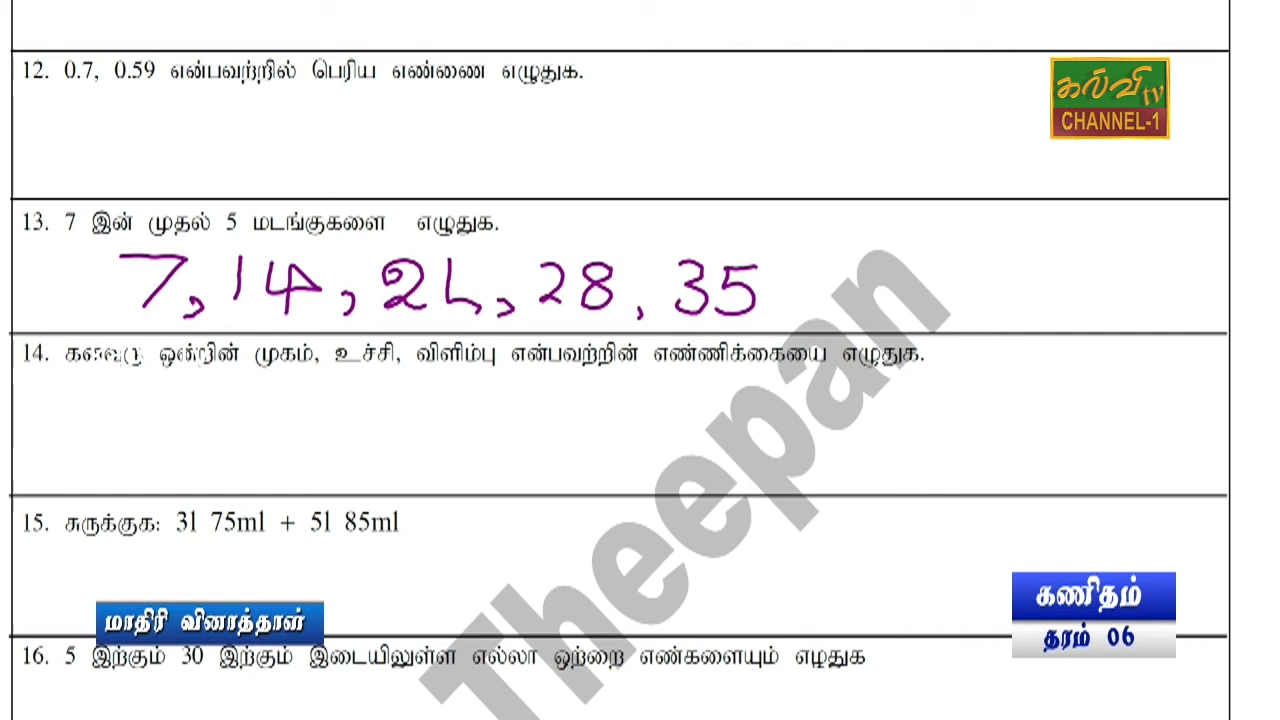 12. 0.7, 0.59 என்பவற்றில் பெரிய எண்ணை எழுதுக.
கல்வி tv
CHANNEL-1
13. 7 இன் முதல் 5 மடங்குகளை எழுதுக.
7, 14, 21, 28, 35
14. ஒன்றின் முகம், உச்சி, விளிம்பு என்பவற்றின் எண்ணிக்கையை எழுதுக.
15. சுருக்குக: 3l 75ml + 5l 85ml
கணிதம்
தரம் 06
மாதிரி வினாத்தாள்
16. 5 இற்கும் 30 இற்கும் இடையிலுள்ள எல்லா ஒற்றை எண்களையும் எழதுக
Theepan